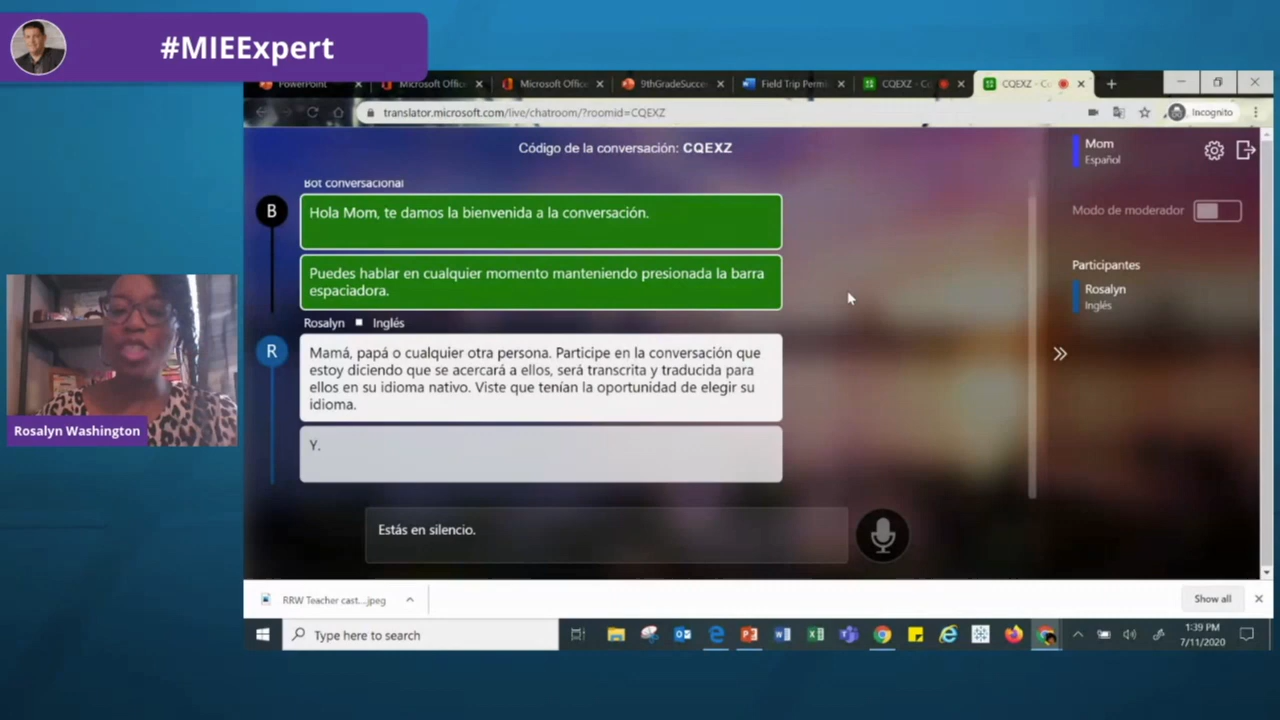 #MIEExpert
PowerPoint
Microsoft Offic
Microsoft Office
9thGradeSucce
Field Trip Permi
CQEXZ - Co
CQEXZ - Co
translator.microsoft.com/live/chatroom/?roomid=CQEXZ
Incognito
Código de la conversación: CQEXZ
Mom
Español
Modo de moderador
Participantes
Rosalyn
Inglés
Bot conversacional
B
Hola Mom, te damos la bienvenida a la conversación.
Puedes hablar en cualquier momento manteniendo presionada la barra
espaciadora.
Rosalyn Inglés
R
Mamá, papá o cualquier otra persona. Participe en la conversación que
estoy diciendo que se acercará a ellos, será transcrita y traducida para
ellos en su idioma nativo. Viste que tenían la oportunidad de elegir su
idioma.
Y.
Estás en silencio.
Rosalyn Washington
RRW Teacher cast....jpeg
Show all
Type here to search
1:39 PM
7/11/2020